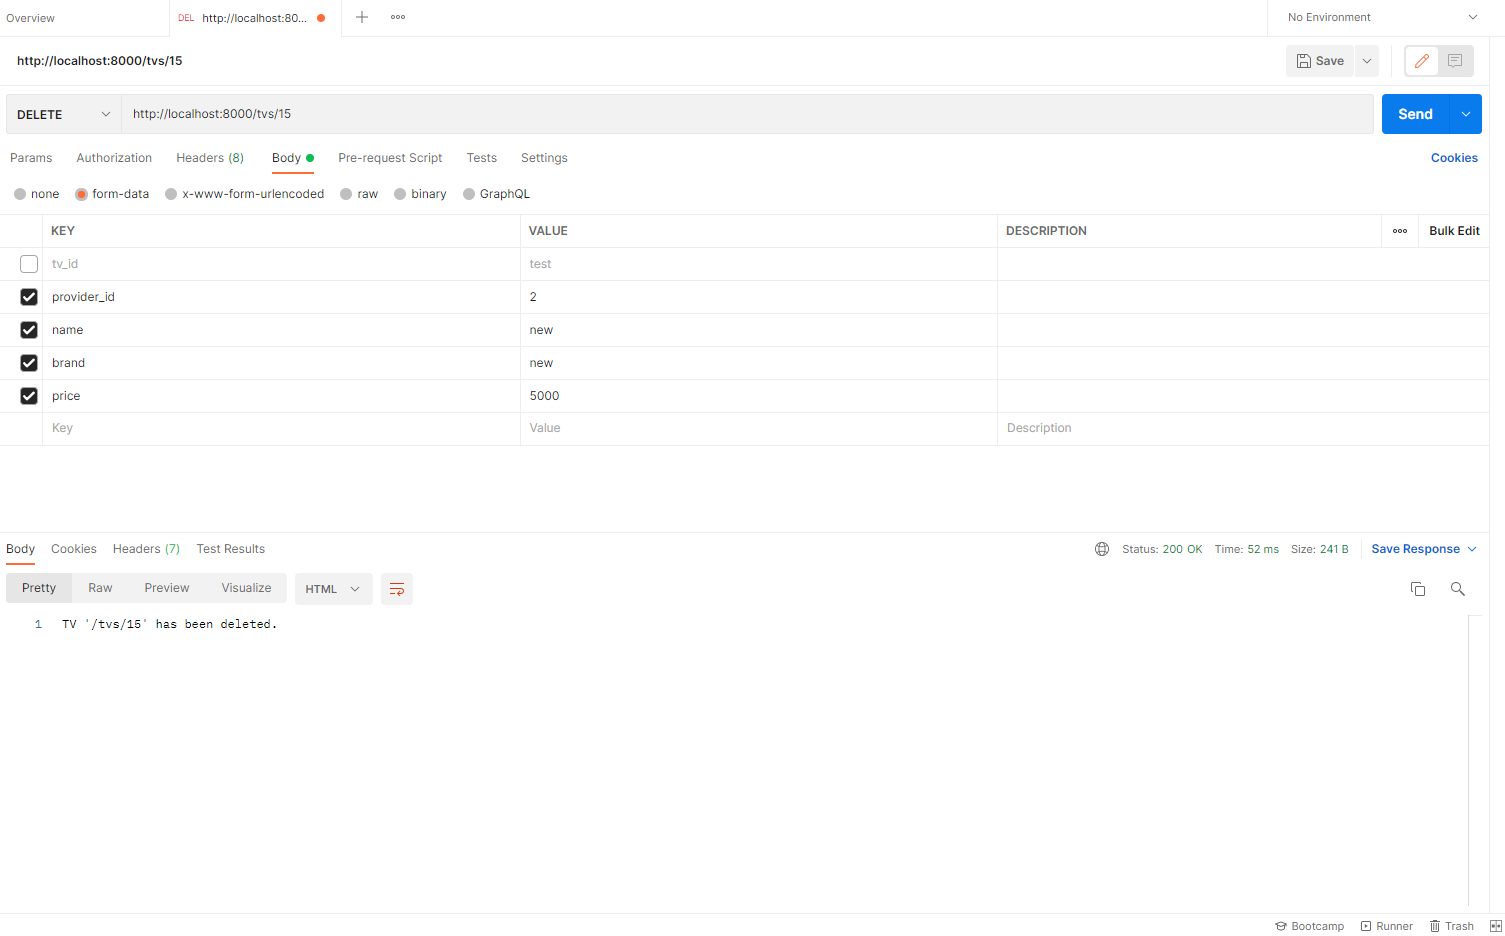 Overview DEL http://localhost:80... No Environment
http://localhost:8000/tvs/15 Save
DELETE http://localhost:8000/tvs/15 Send
Params Authorization Headers (8) Body Pre-request Script Tests Settings Cookies
none form-data x-www-form-urlencoded raw binary GraphQL
KEY VALUE DESCRIPTION Bulk Edit
tv_id test
provider_id 2
name new
brand new
price 5000
Key Value Description
Body Cookies Headers (7) Test Results Status: 200 OK Time: 52 ms Size: 241 B Save Response
Pretty Raw Preview Visualize HTML
1 TV '/tvs/15' has been deleted.
Bootcamp Runner Trash